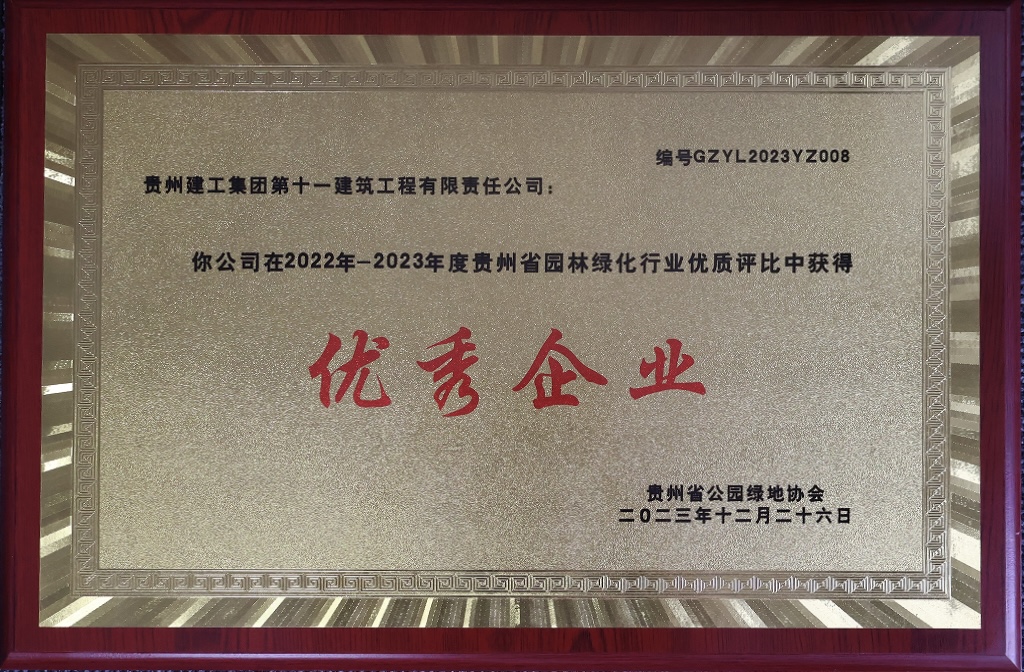 编号GZYL2023YZ008
贵州建工集团第十一建筑工程有限责任公司：
你公司在2022年-2023年度贵州省园林绿化行业优质评比中获得
优秀企业
贵州省公园绿地协会
二0二三年十二月二十六日